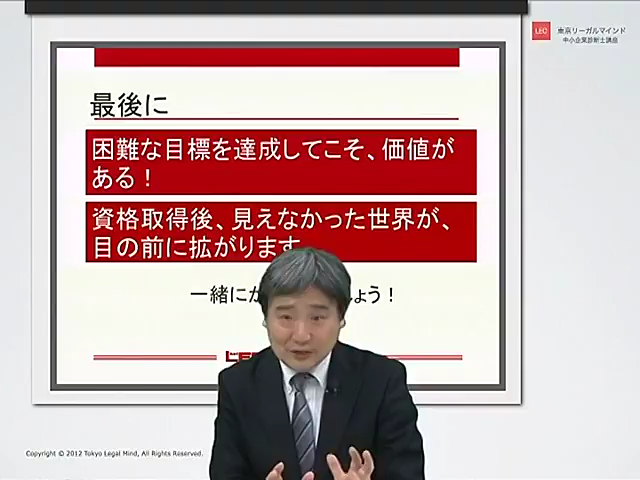 LEC 東京リーガルマインド
中小企業診断士講座
最後に
困難な目標を達成してこそ、価値が
ある！
資格取得後、見えなかった世界が、
目の前に拡がります
一緒に
しょう！
Copyright © 2012 Tokyo Legal Mind, All Rights Reserved.